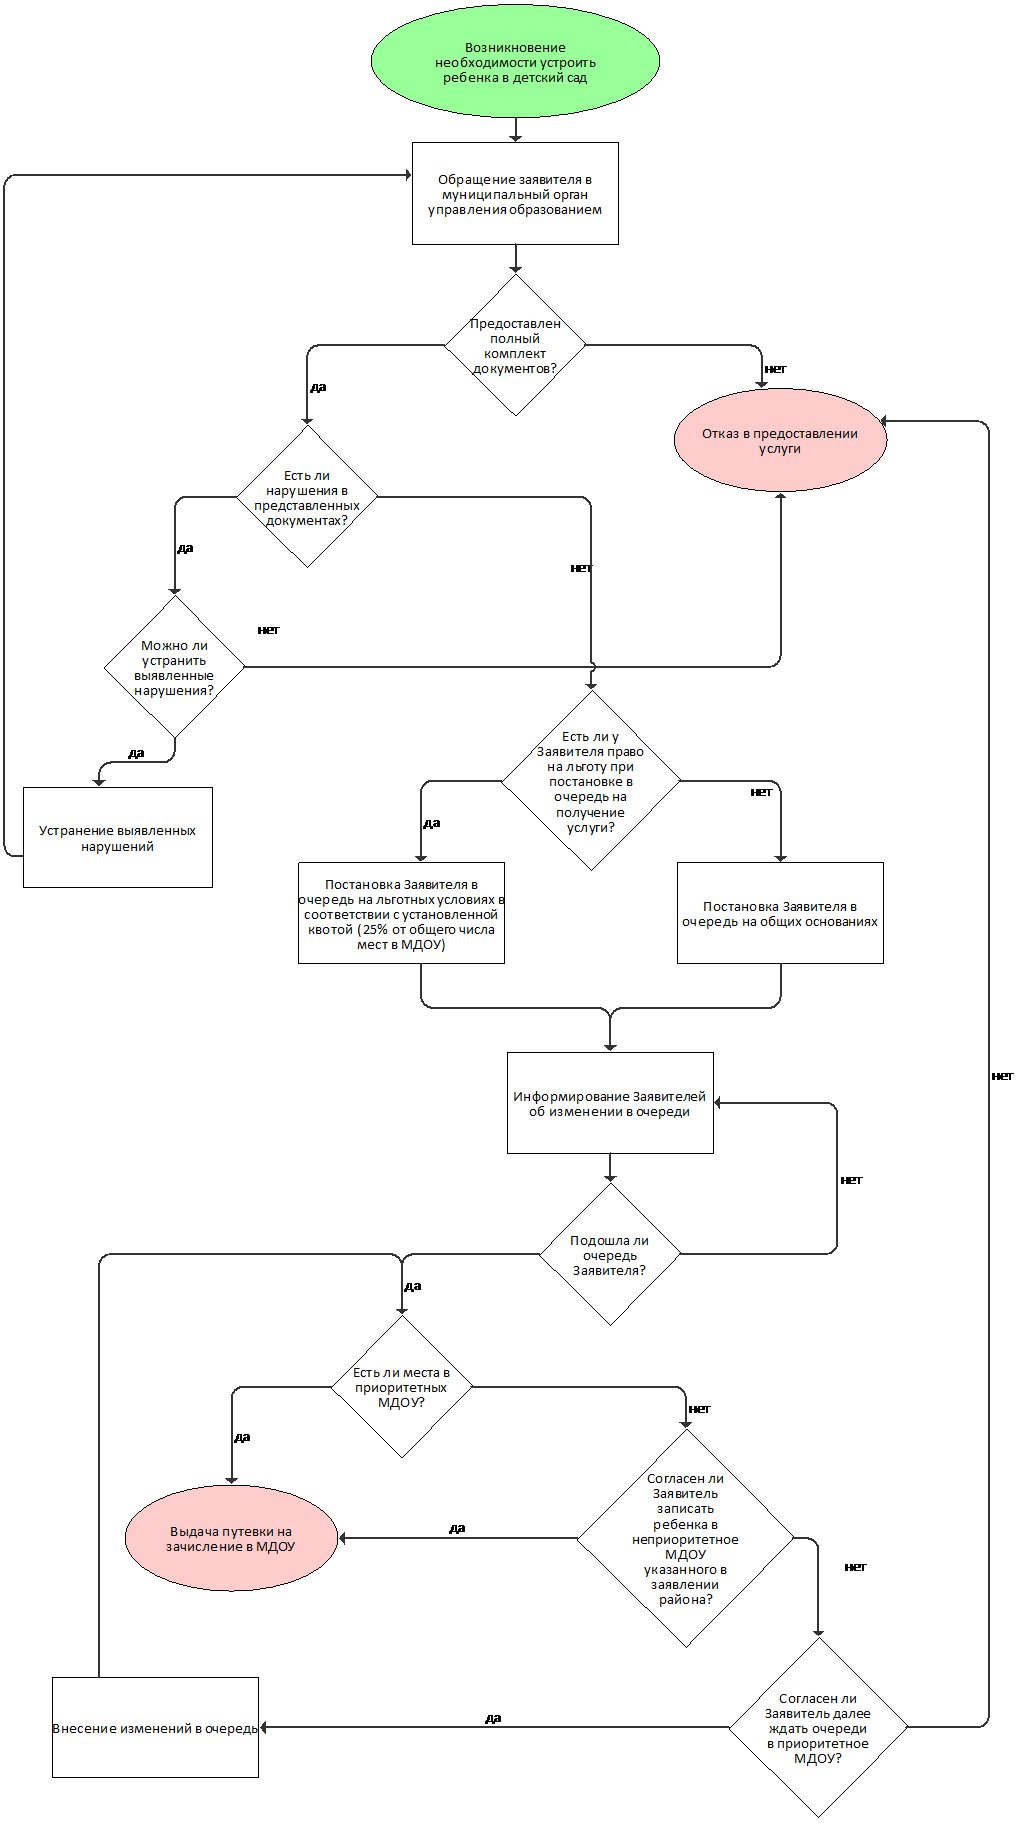 Возникновение
необходимости устроить
ребенка в детский сад
Обращение заявителя в
муниципальный орган
управления образованием
Предоставлен
полный
комплект
документов?
да
нет
Отказ в предоставлении
услуги
Есть ли
нарушения в
представленных
документах?
да
нет
Можно ли
устранить
выявленные
нарушения?
нет
да
Устранение выявленных
нарушений
Есть ли у
Заявителя право
на льготу при
постановке в
очередь на
получение
услуги?
да
нет
Постановка Заявителя в
очередь на льготных условиях в
соответствии с установленной
квотой (25% от общего числа
мест в МДОУ)
Постановка Заявителя в
очередь на общих основаниях
Информирование Заявителей
об изменении в очереди
нет
нет
Подошла ли
очередь
Заявителя?
да
Есть ли места в
приоритетных
МДОУ?
да
нет
Выдача путевки на
зачисление в МДОУ
да
Согласен ли
Заявитель
записать
ребенка в
неприоритетное
МДОУ
указанного в
заявлении
района?
нет
Согласен ли
Заявитель далее
ждать очереди
в приоритетное
МДОУ?
да
Внесение изменений в очередь